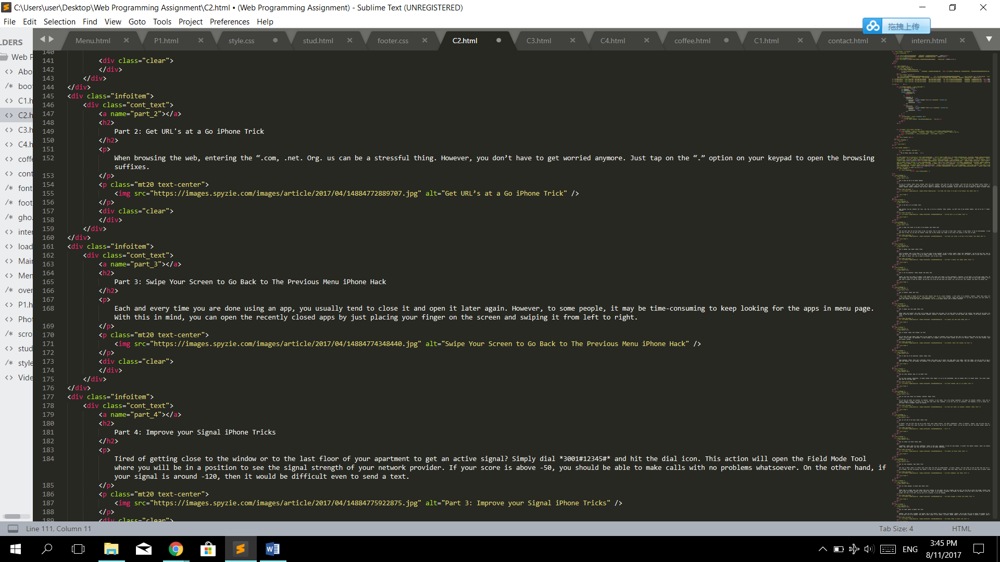 C:\Users\user\Desktop\Web Programming Assignment\C2.html • (Web Programming Assignment) - Sublime Text (UNREGISTERED)
File Edit Selection Find View Goto Tools Project Preferences Help
拖拽上传
LDERS
Menu.html P1.html style.css stud.html footer.css C2.html C3.html C4.html coffee.html C1.html contact.html intern.html
Web P
<> Abo
/* boot
<> C1.h
<> C2.h
<> C3.h
<> C4.h
<> coffe
<> cont
/* font
/* foot
/* gho
<> inter
<> load
<> Mair
<> Men
/* over
<> P1.h
<> Phot
/* scro
<> stud
/* style
<> Vide
140
141 <div class="clear">
142 </div>
143 </div>
144 </div>
145 <div class="infoitem">
146 <div class="cont_text">
147 <a name="part_2"></a>
148 <h2>
149 Part 2: Get URL's at a Go iPhone Trick
150 </h2>
151 <p>
152 When browsing the web, entering the “.com, .net. Org. us can be a stressful thing. However, you don’t have to get worried anymore. Just tap on the “.” option on your keypad to open the browsing
suffixes.
153 </p>
154 <p class="mt20 text-center">
155 <img src="https://images.spyzie.com/images/article/2017/04/14884772889707.jpg" alt="Get URL’s at a Go iPhone Trick" />
156 </p>
157 <div class="clear">
158 </div>
159 </div>
160 </div>
161 <div class="infoitem">
162 <div class="cont_text">
163 <a name="part_3"></a>
164 <h2>
165 Part 3: Swipe Your Screen to Go Back to The Previous Menu iPhone Hack
166 </h2>
167 <p>
168 Each and every time you are done using an app, you usually tend to close it and open it later again. However, to some people, it may be time-consuming to keep looking for the apps in menu page.
With this in mind, you can open the recently closed apps by just placing your finger on the screen and swiping it from left to right.
169 </p>
170 <p class="mt20 text-center">
171 <img src="https://images.spyzie.com/images/article/2017/04/14884774348440.jpg" alt="Swipe Your Screen to Go Back to The Previous Menu iPhone Hack" />
172 </p>
173 <div class="clear">
174 </div>
175 </div>
176 </div>
177 <div class="infoitem">
178 <div class="cont_text">
179 <a name="part_4"></a>
180 <h2>
181 Part 4: Improve your Signal iPhone Tricks
182 </h2>
183 <p>
184 Tired of getting close to the window or to the last floor of your apartment to get an active signal? Simply dial *3001#12345#* and hit the dial icon. This action will open the Field Mode Tool
where you will be in a position to see the signal strength of your network provider. If your score is above -50, you should be able to make calls with no problems whatsoever. On the other hand, if
your signal is around -120, then it would be difficult even to send a text.
185 </p>
186 <p class="mt20 text-center">
187 <img src="https://images.spyzie.com/images/article/2017/04/14884775922875.jpg" alt="Part 3: Improve your Signal iPhone Tricks" />
188 </p>
189 <div class="clear">
Line 111, Column 11 Tab Size: 4 HTML
ENG
3:45 PM
8/11/2017